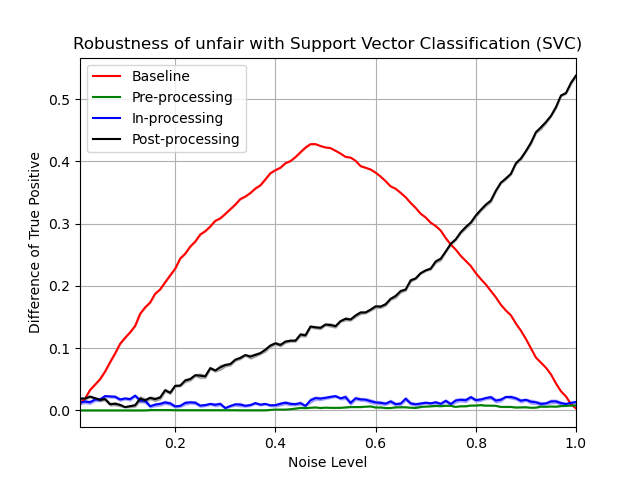 Robustness of unfair with Support Vector Classification (SVC)
Baseline
Pre-processing
In-processing
Post-processing
Difference of True Positive
0.5
0.4
0.3
0.2
0.1
0.0
0.2 0.4 0.6 0.8 1.0
Noise Level